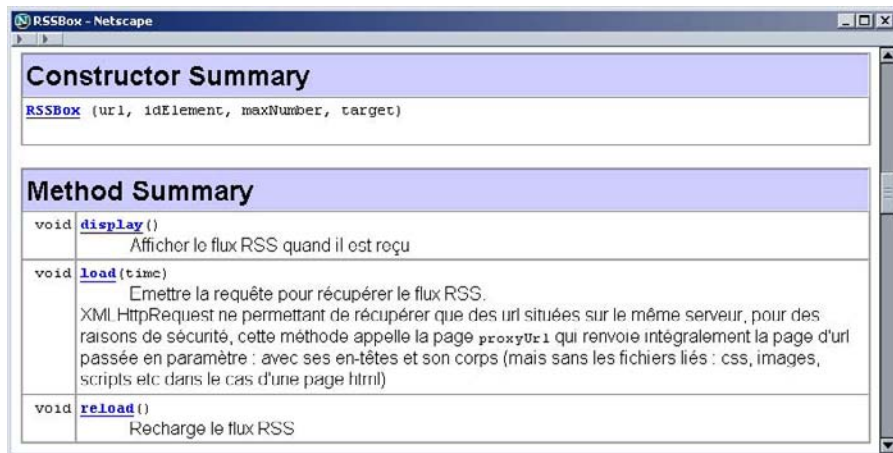 RSSBox - Netscape
Constructor Summary
RSSBox (url, idElement, maxNumber, target)
Method Summary
void display()
Afficher le flux RSS quand il est reçu
void load(time)
Emettre la requête pour récupérer le flux RSS.
XMLHttpRequest ne permettant de récupérer que des url situées sur le même serveur, pour des
raisons de sécurité, cette méthode appelle la page proxyUrl qui renvoie intégralement la page d'url
passée en paramètre : avec ses en-têtes et son corps (mais sans les fichiers liés : css, images,
scripts etc dans le cas d'une page html)
void reload()
Recharge le flux RSS